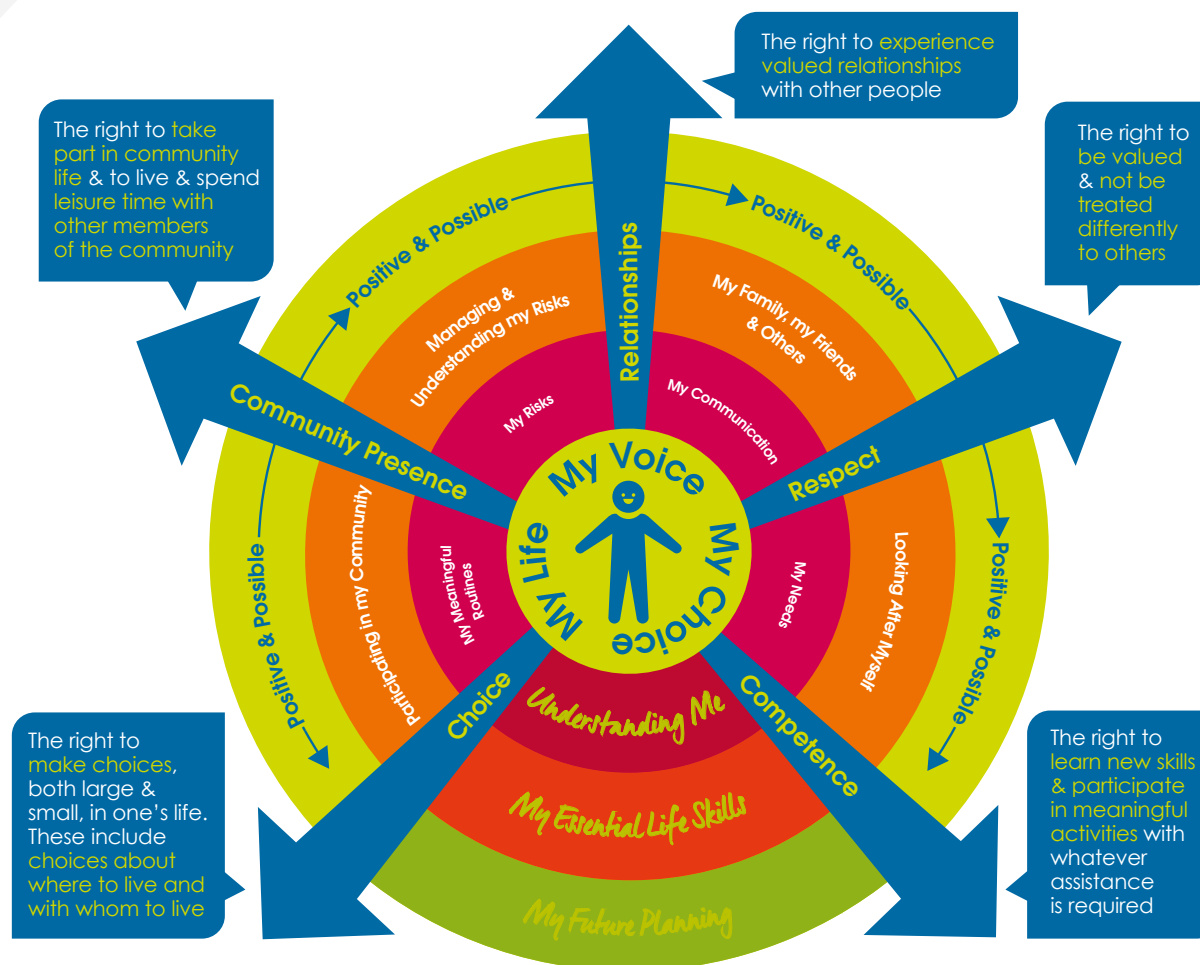 The right to experience
valued relationships
with other people
The right to take
part in community
life & to live & spend
leisure time with
other members
of the community
The right to
be valued
& not be
treated
differently
to others
Positive & Possible
Positive & Possible
Relationships
Managing &
Understanding my Risks
My Family, my Friends
& Others
My Risks
My Communication
Community Presence
Respect
My Voice
My Choice
My Life
Positive & Possible
Participating in my Community
My Meaningful
Routines
My Needs
Looking After Myself
Positive & Possible
Choice
Competence
Understanding Me
My Essential Life Skills
My Future Planning
The right to
make choices,
both large &
small, in one's life.
These include
choices about
where to live and
with whom to live
The right to
learn new skills
& participate
in meaningful
activities with
whatever
assistance
is required